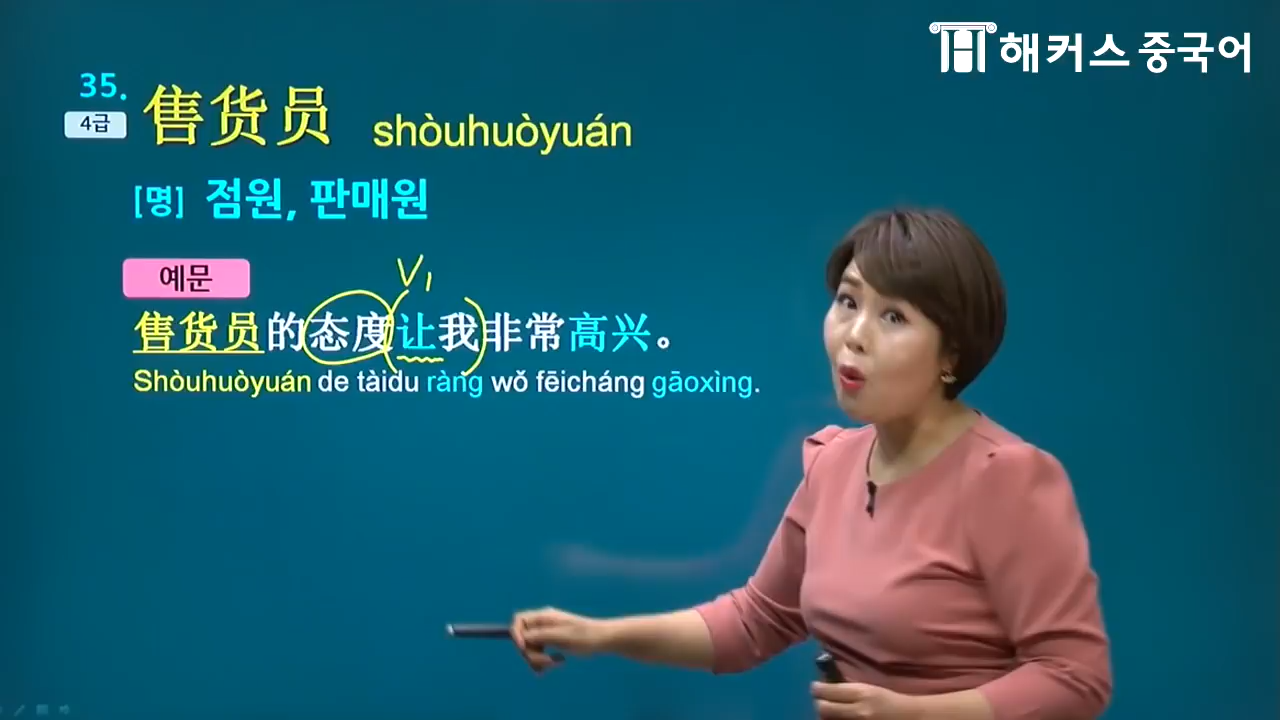 해커스 중국어
35.
4급
售货员 shòuhuòyuán
[명] 점원, 판매원
예문
V1
售货员的态度让我非常高兴。
Shòuhuòyuán de tàidu ràng wǒ fēicháng gāoxìng.